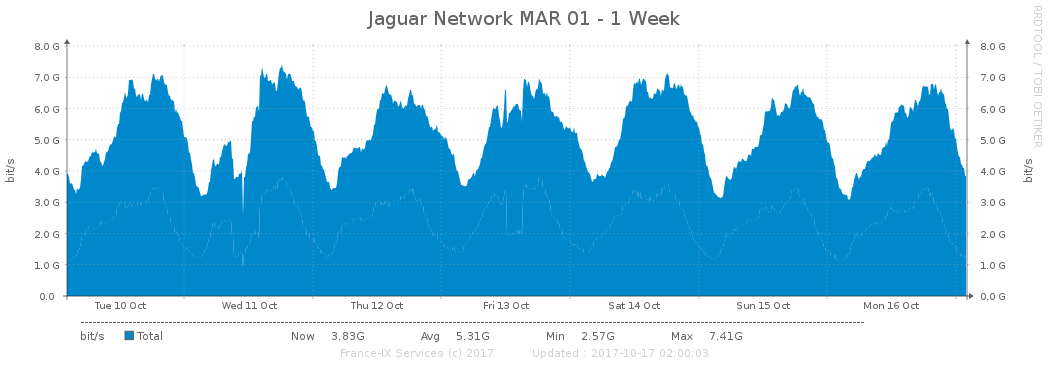 Jaguar Network MAR 01 - 1 Week
RRDTOOL / TOBI OETIKER
bit/s
8.0 G 8.0 G
7.0 G 7.0 G
6.0 G 6.0 G
5.0 G 5.0 G
4.0 G 4.0 G
3.0 G 3.0 G
2.0 G 2.0 G
1.0 G 1.0 G
0.0 0.0 G
bit/s
Tue 10 Oct Wed 11 Oct Thu 12 Oct Fri 13 Oct Sat 14 Oct Sun 15 Oct Mon 16 Oct
bit/s Total Now 3.83G Avg 5.31G Min 2.57G Max 7.41G
France-IX Services (c) 2017 Updated : 2017-10-17 02:00:03